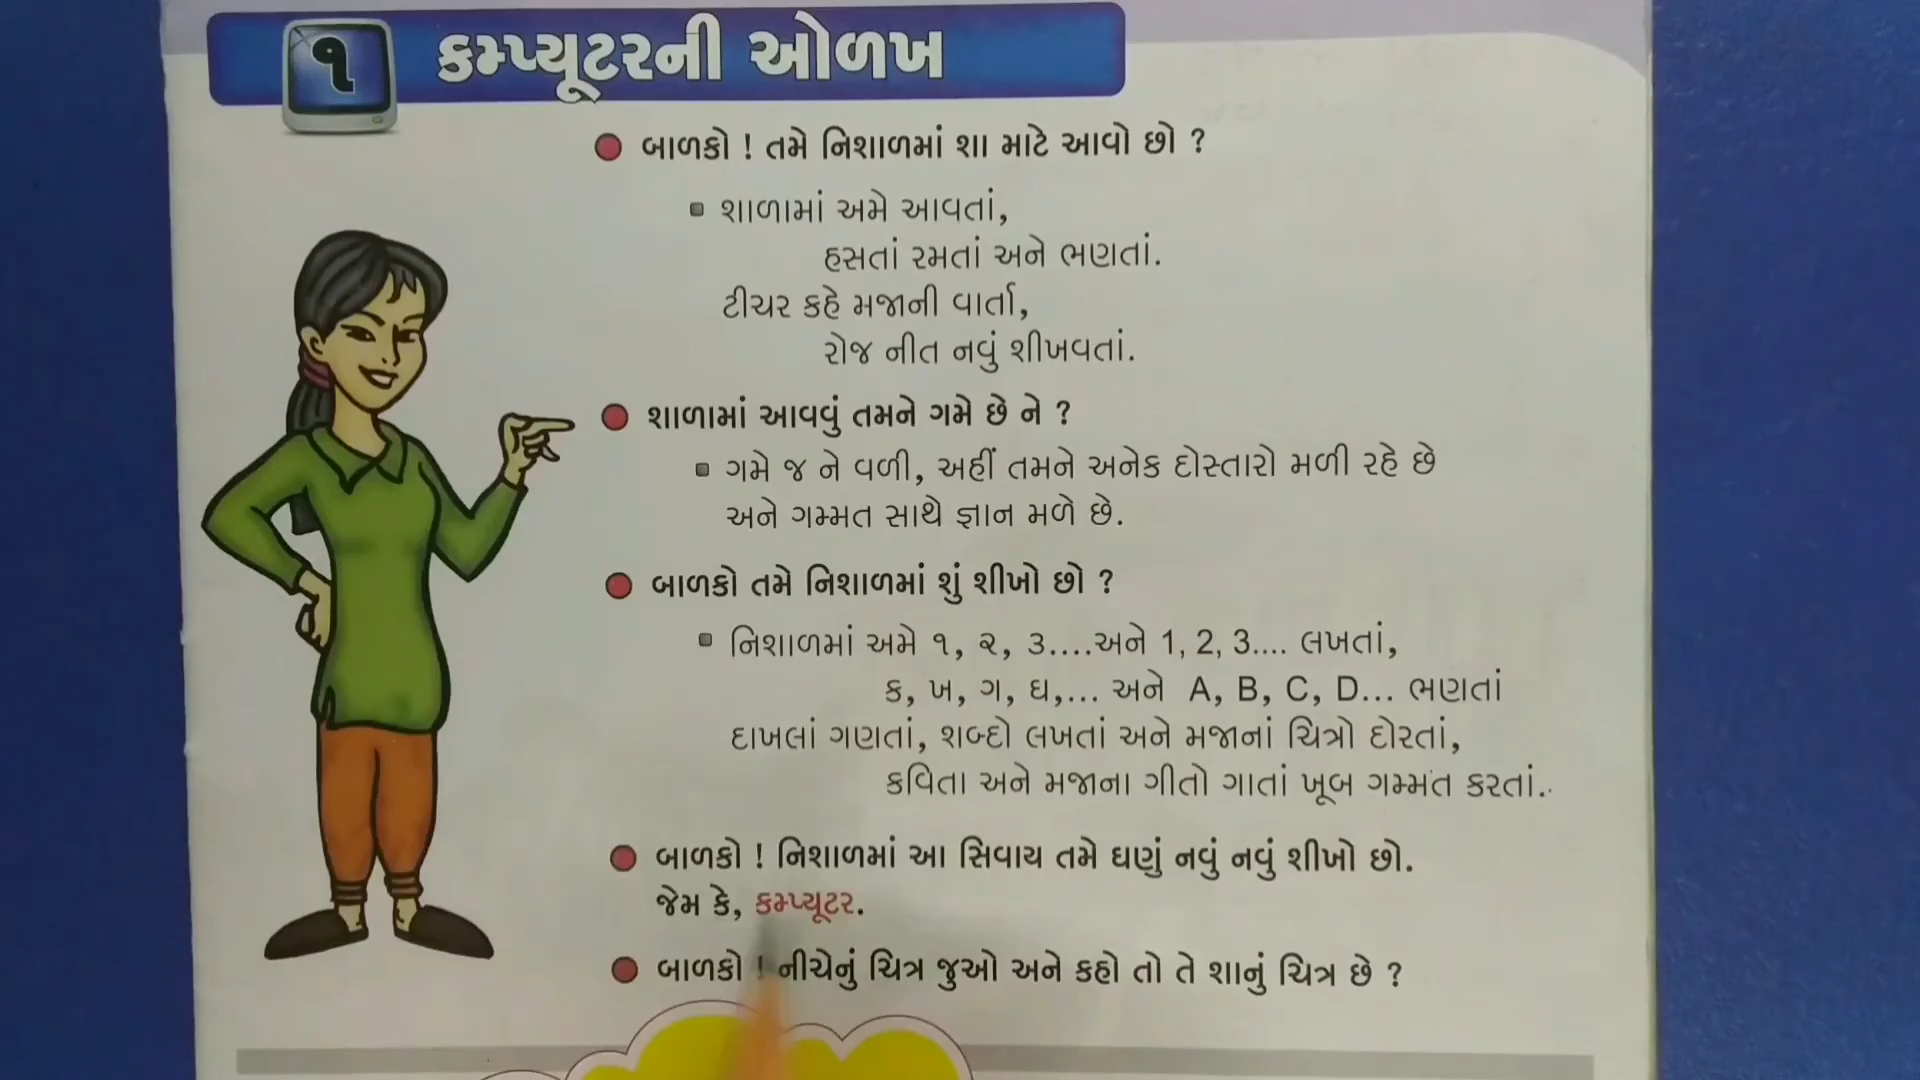 ૧ કમ્પ્યૂટરની ઓળખ
બાળકો ! તમે નિશાળમાં શા માટે આવો છો ?
શાળામાં અમે આવતાં,
હસતાં રમતાં અને ભણતાં.
ટીચર કહે મજાની વાર્તા,
રોજ નીત નવું શીખવતાં.
શાળામાં આવવું તમને ગમે છે ને ?
ગમે જ ને વળી, અહીં તમને અનેક દોસ્તારો મળી રહે છે
અને ગમ્મત સાથે જ્ઞાન મળે છે.
બાળકો તમે નિશાળમાં શું શીખો છો ?
નિશાળમાં અમે ૧, ૨, ૩....અને 1, 2, 3.... લખતાં,
ક, ખ, ગ, ઘ,... અને A, B, C, D... ભણતાં
દાખલાં ગણતાં, શબ્દો લખતાં અને મજાનાં ચિત્રો દોરતાં,
કવિતા અને મજાના ગીતો ગાતાં ખૂબ ગમ્મત કરતાં.
બાળકો ! નિશાળમાં આ સિવાય તમે ઘણું નવું નવું શીખો છો.
જેમ કે, કમ્પ્યૂટર.
બાળકો ! નીચેનું ચિત્ર જુઓ અને કહો તો તે શાનું ચિત્ર છે ?